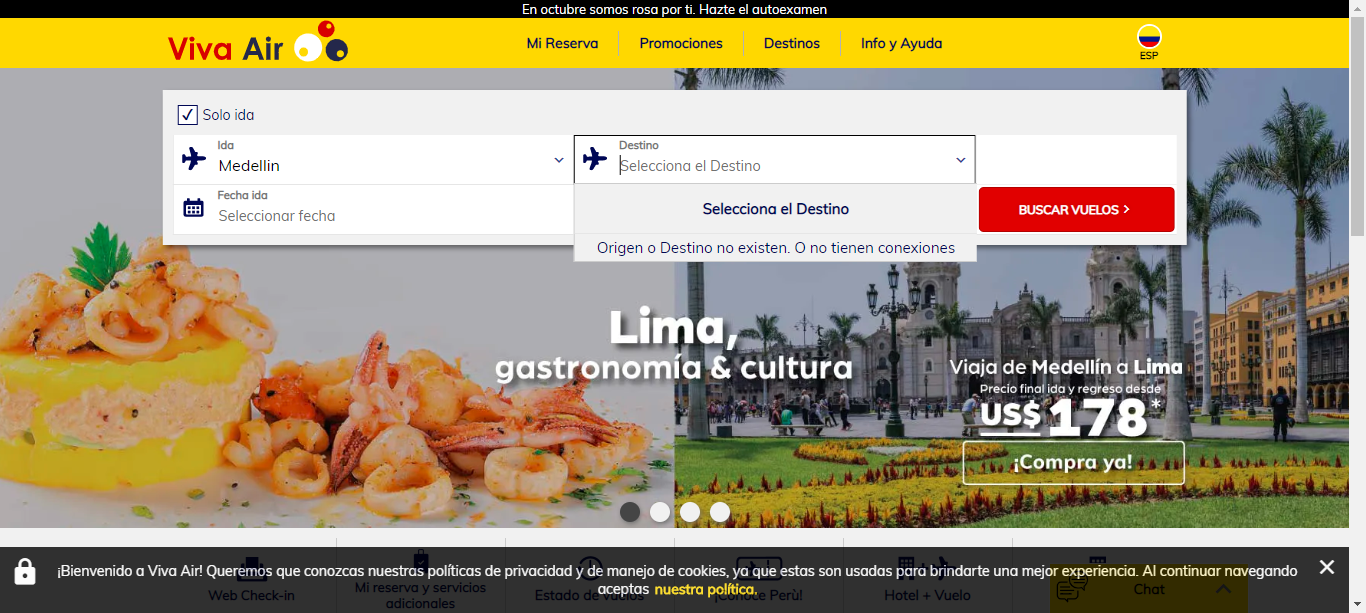 En octubre somos rosa por ti. Hazte el autoexamen
Viva Air
Mi Reserva
Promociones
Destinos
Info y Ayuda
ESP
Solo ida
Ida
Medellin
Destino
Selecciona el Destino
Fecha ida
Seleccionar fecha
Selecciona el Destino
BUSCAR VUELOS >
Origen o Destino no existen. O no tienen conexiones
Lima,
gastronomía & cultura
Viaja de Medellín a Lima
Precio final ida y regreso desde
US$ 178*
¡Compra ya!
¡Bienvenido a Viva Air! Queremos que conozcas nuestras políticas de privacidad y de manejo de cookies, ya que estas son usadas para brindarte una mejor experiencia. Al continuar navegando
aceptas nuestra política.
Web Check-in
Mi reserva y servicios
adicionales
Estado de vuelos
¡Conoce Perù!
Hotel + Vuelo
Chat